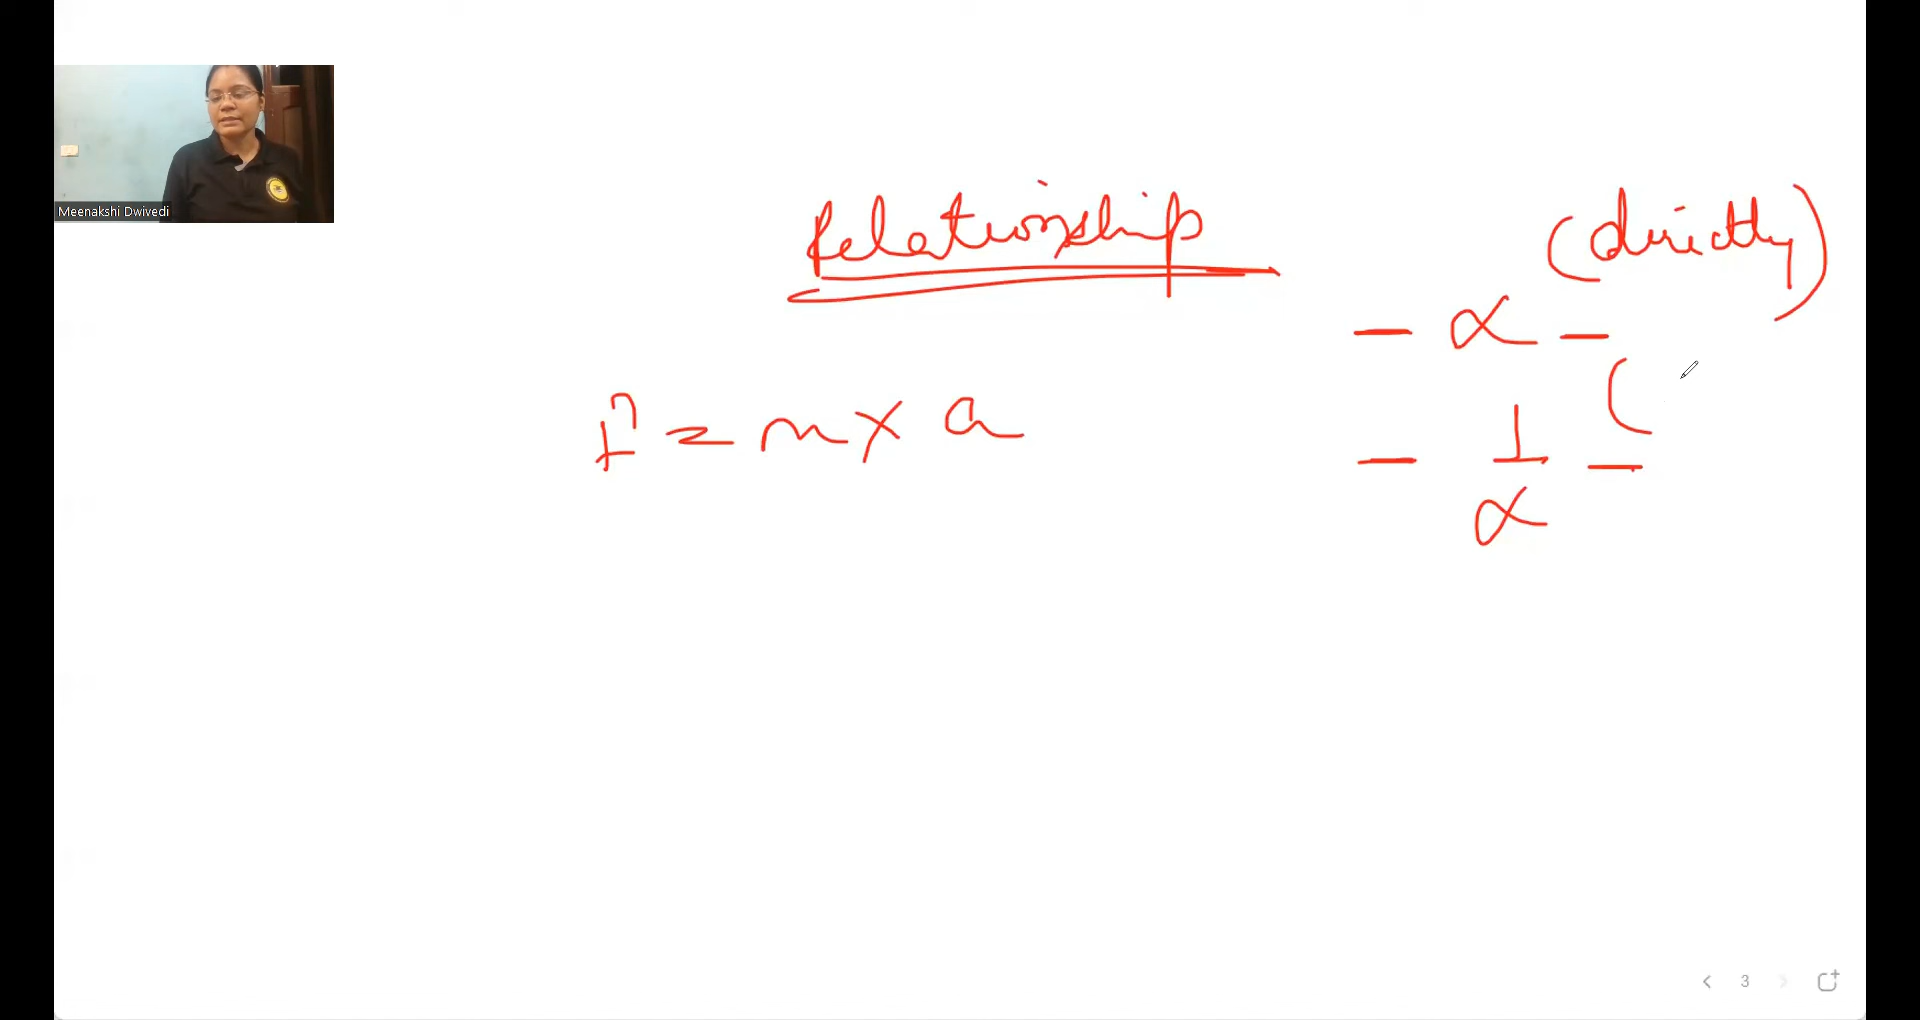 Meenakshi Dwivedi
Relationship
(directly)
— ∝ —
F = m × a
— 1/∝ —
(
3